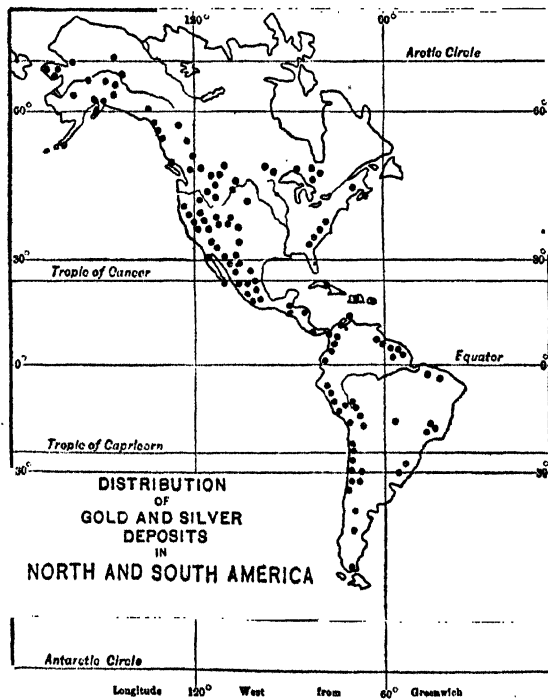 120° 60°
Arctic Circle
60°
30° 30°
Tropic of Cancer
0° Equator 0°
Tropic of Capricorn
30° 30°
DISTRIBUTION
OF
GOLD AND SILVER
DEPOSITS
IN
NORTH AND SOUTH AMERICA
Antarctic Circle
Longitude 120° West from 60° Greenwich